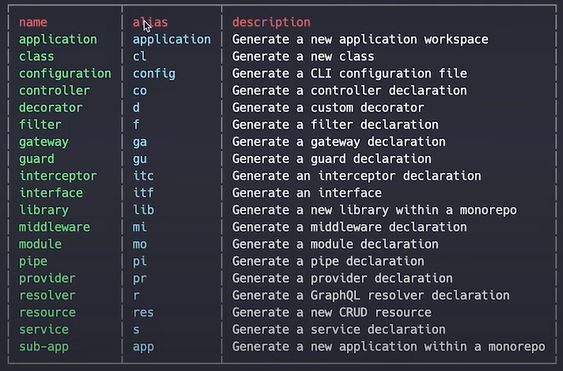 name alias description
application application Generate a new application workspace
class cl Generate a new class
configuration config Generate a CLI configuration file
controller co Generate a controller declaration
decorator d Generate a custom decorator
filter f Generate a filter declaration
gateway ga Generate a gateway declaration
guard gu Generate a guard declaration
interceptor itc Generate an interceptor declaration
interface itf Generate an interface
library lib Generate a new library within a monorepo
middleware mi Generate a middleware declaration
module mo Generate a module declaration
pipe pi Generate a pipe declaration
provider pr Generate a provider declaration
resolver r Generate a GraphQL resolver declaration
resource res Generate a new CRUD resource
service s Generate a service declaration
sub-app app Generate a new application within a monorepo